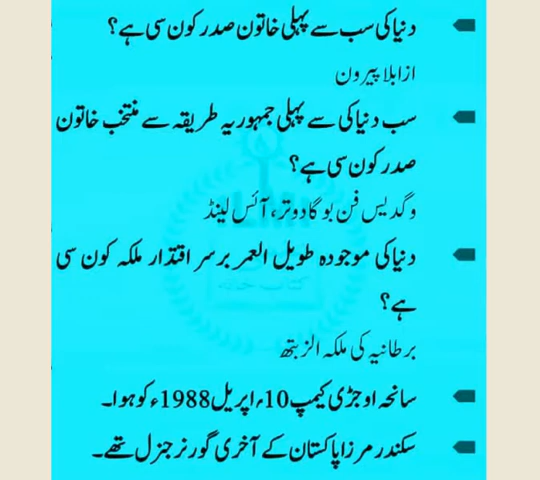 دنیا کی سب سے پہلی خاتون صدر کون سی ہے؟
ازابلا پیرون
سب دنیا کی سے پہلی جمہوریہ طریقہ سے منتخب خاتون
صدر کون سی ہے؟
وگدیس فن بوگادوتر، آئس لینڈ
دنیا کی موجودہ طویل العمر برسر اقتدار ملکہ کون سی
ہے؟
برطانیہ کی ملکہ الزبتھ
سانحہ اوجڑی کیمپ 10؍اپریل 1988ء کو ہوا۔
سکندر مرزا پاکستان کے آخری گورنر جنرل تھے۔